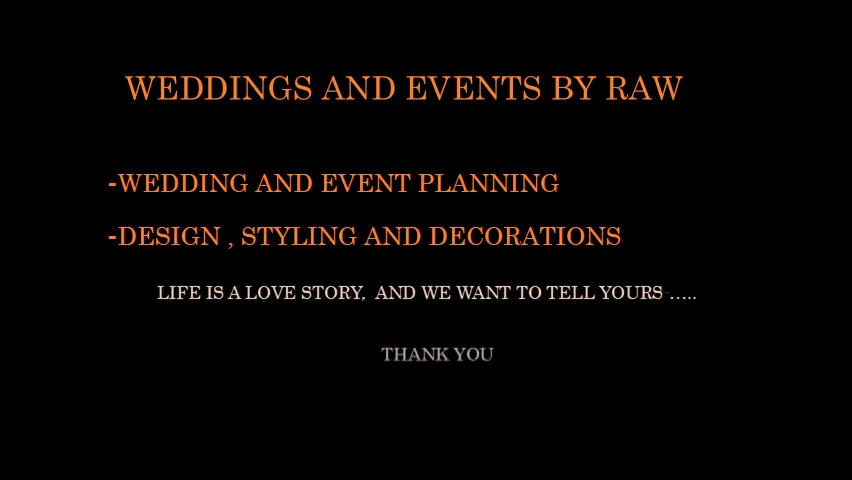 WEDDINGS AND EVENTS BY RAW
-WEDDING AND EVENT PLANNING
-DESIGN , STYLING AND DECORATIONS
LIFE IS A LOVE STORY,  AND WE WANT TO TELL YOURS …..
THANK YOU